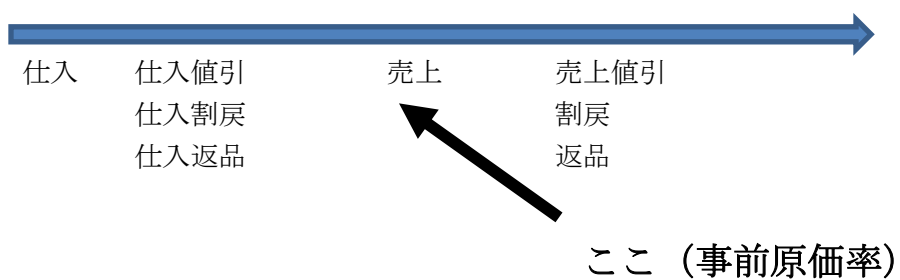 仕入 仕入値引 売上 売上値引
仕入割戻 割戻
仕入返品 返品
ここ（事前原価率）